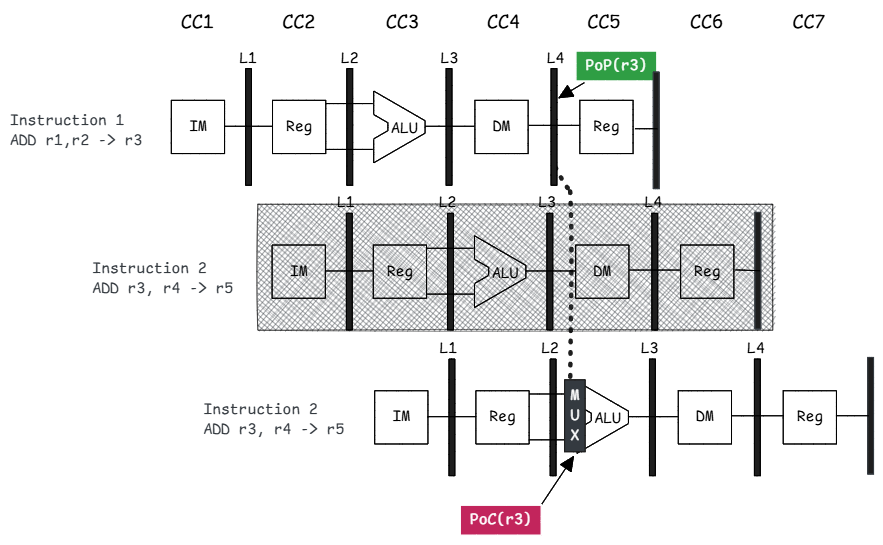 CC1 CC2 CC3 CC4 CC5 CC6 CC7
L1 L2 L3 L4 PoP(r3)
Instruction 1
ADD r1,r2 -> r3
IM Reg ALU DM Reg
L1 L2 L3 L4
Instruction 2
ADD r3, r4 -> r5
IM Reg ALU DM Reg
L1 L2 L3 L4
Instruction 2
ADD r3, r4 -> r5
IM Reg MUX ALU DM Reg
PoC(r3)